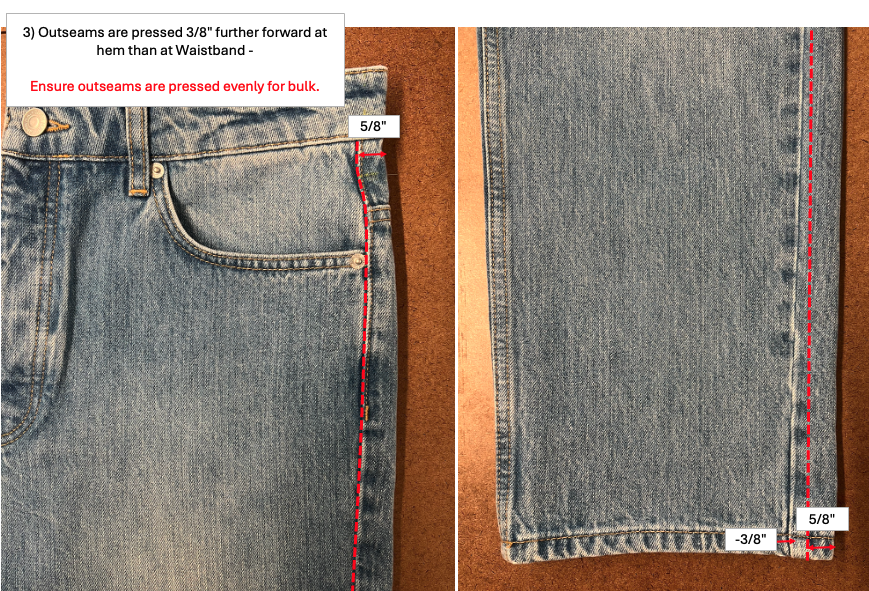 3) Outseams are pressed 3/8" further forward at
hem than at Waistband -
Ensure outseams are pressed evenly for bulk.
5/8"
5/8"
-3/8"